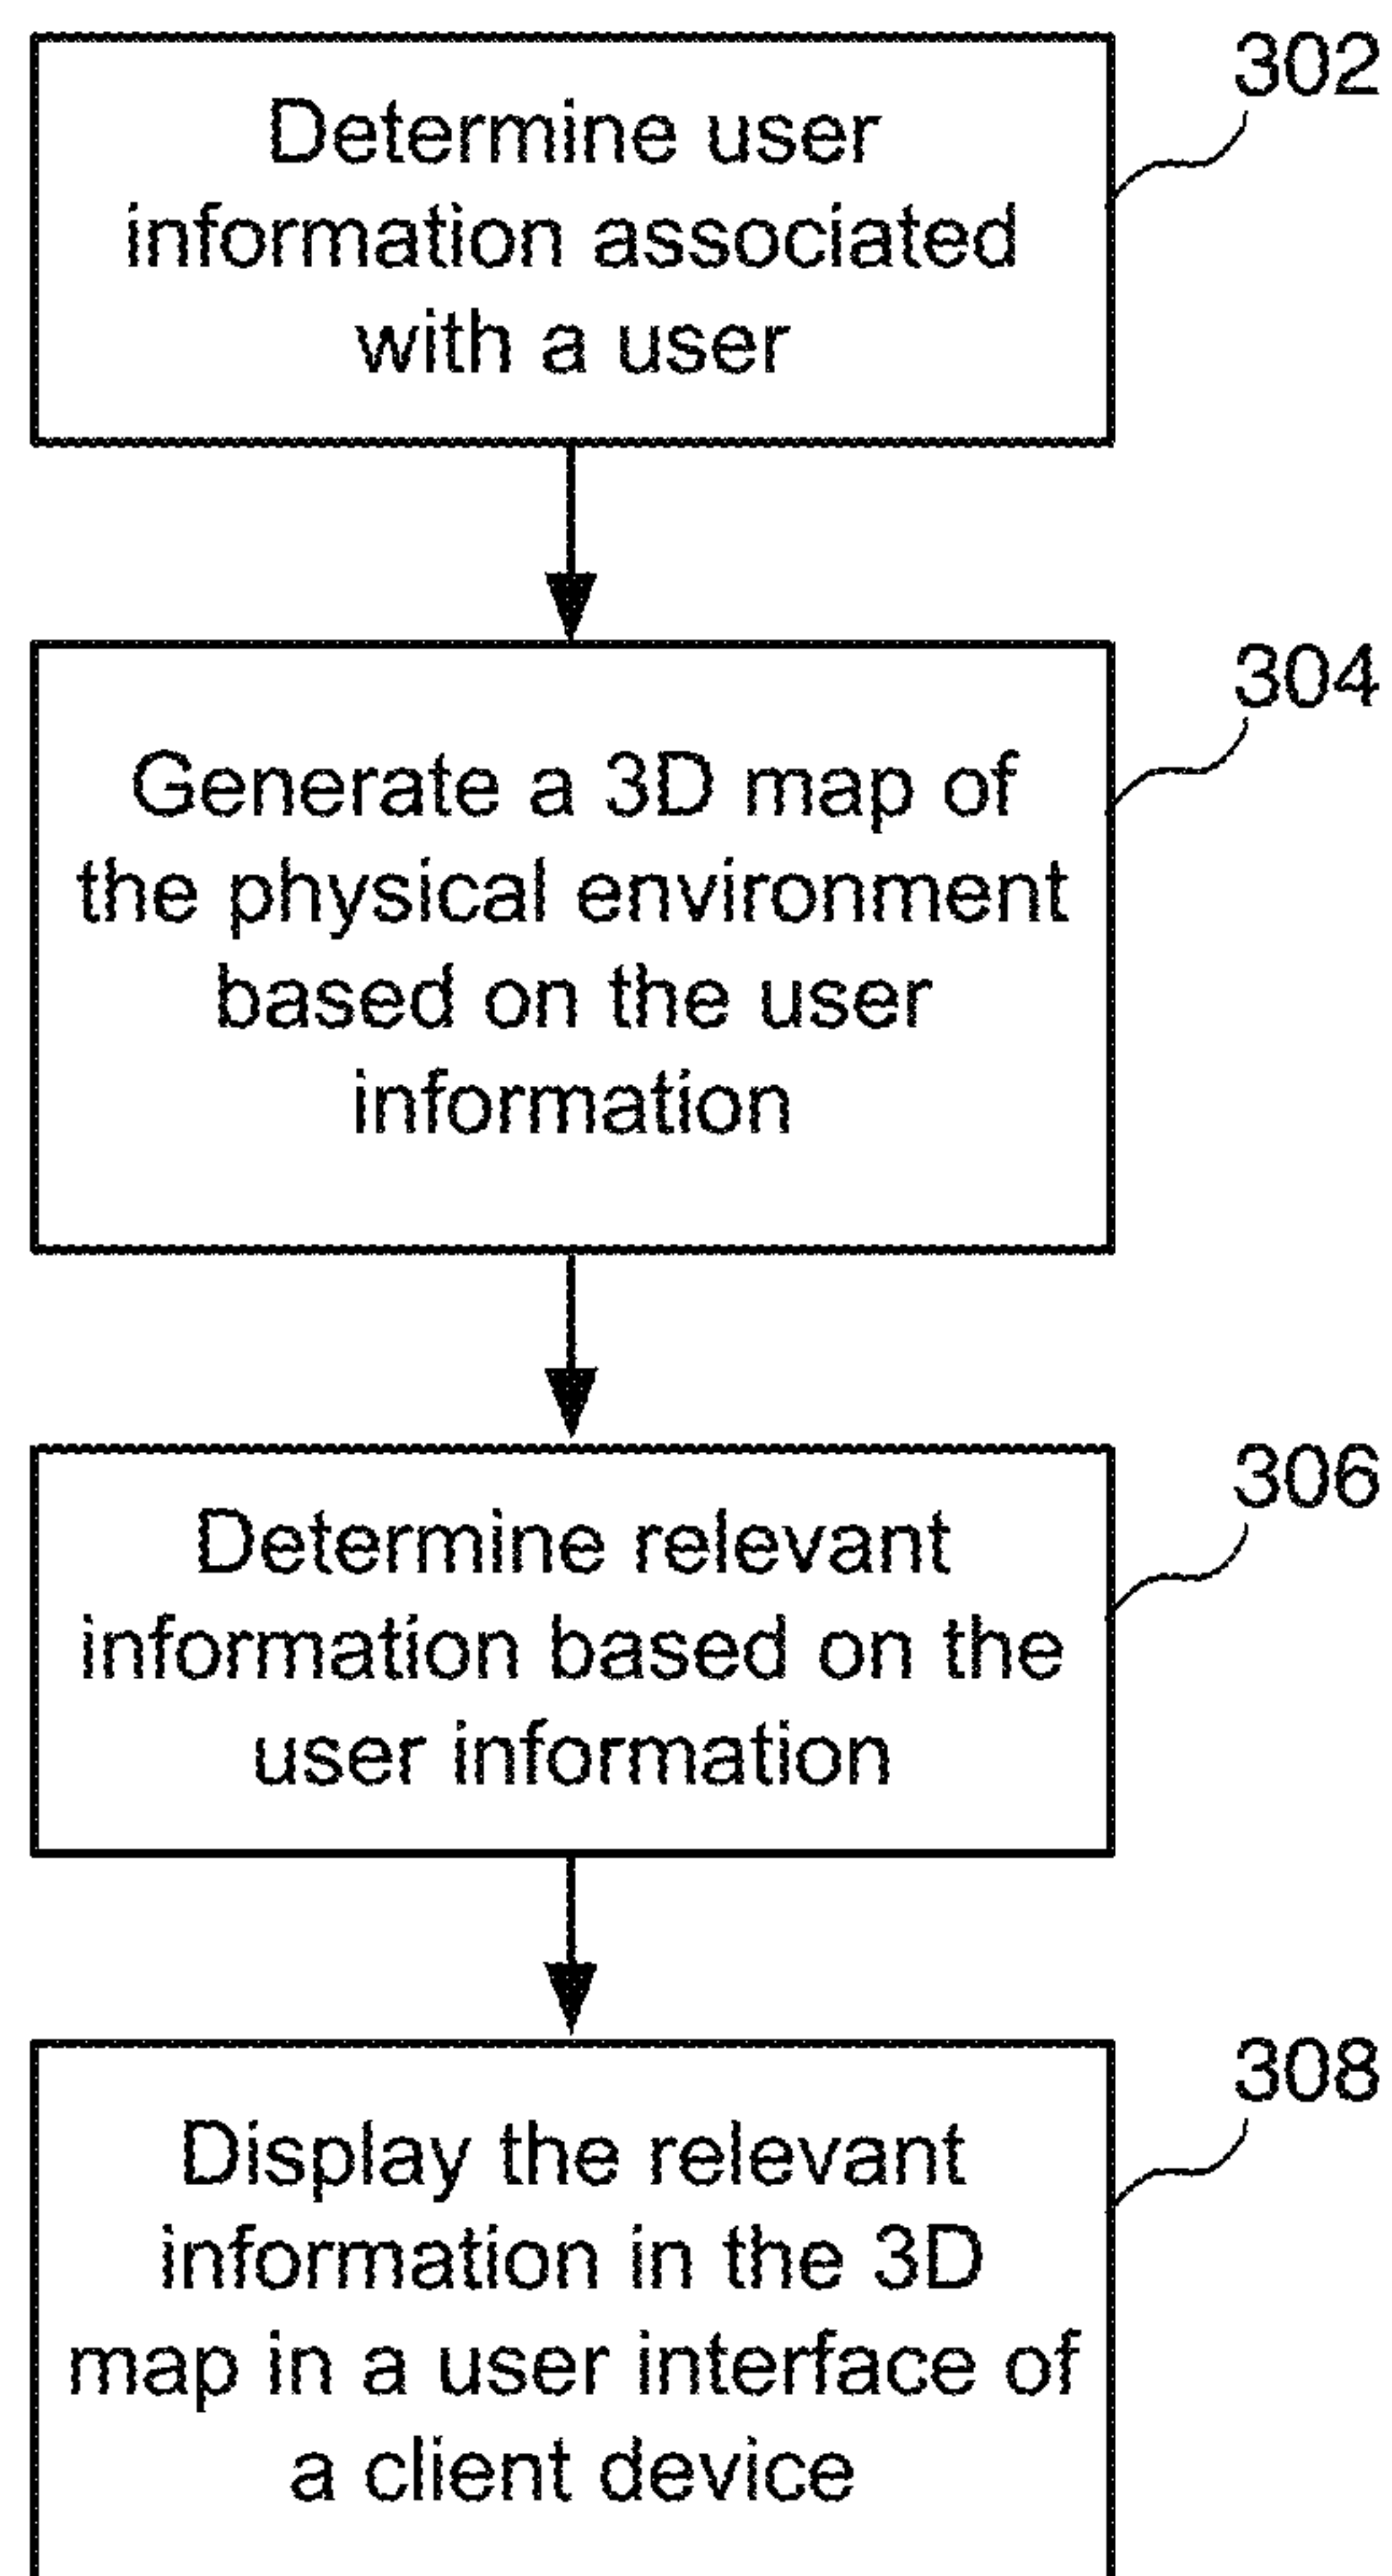 302
Determine user
information associated
with a user
304
Generate a 3D map of
the physical environment
based on the user
information
306
Determine relevant
information based on the
user information
308
Display the relevant
information in the 3D
map in a user interface of
a client device